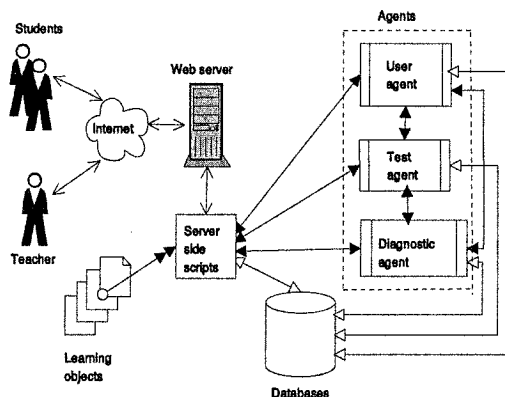 Students
Agents
Web server
User
agent
Internet
Test
agent
Teacher
Server
side
scripts
Diagnostic
agent
Learning
objects
Databases